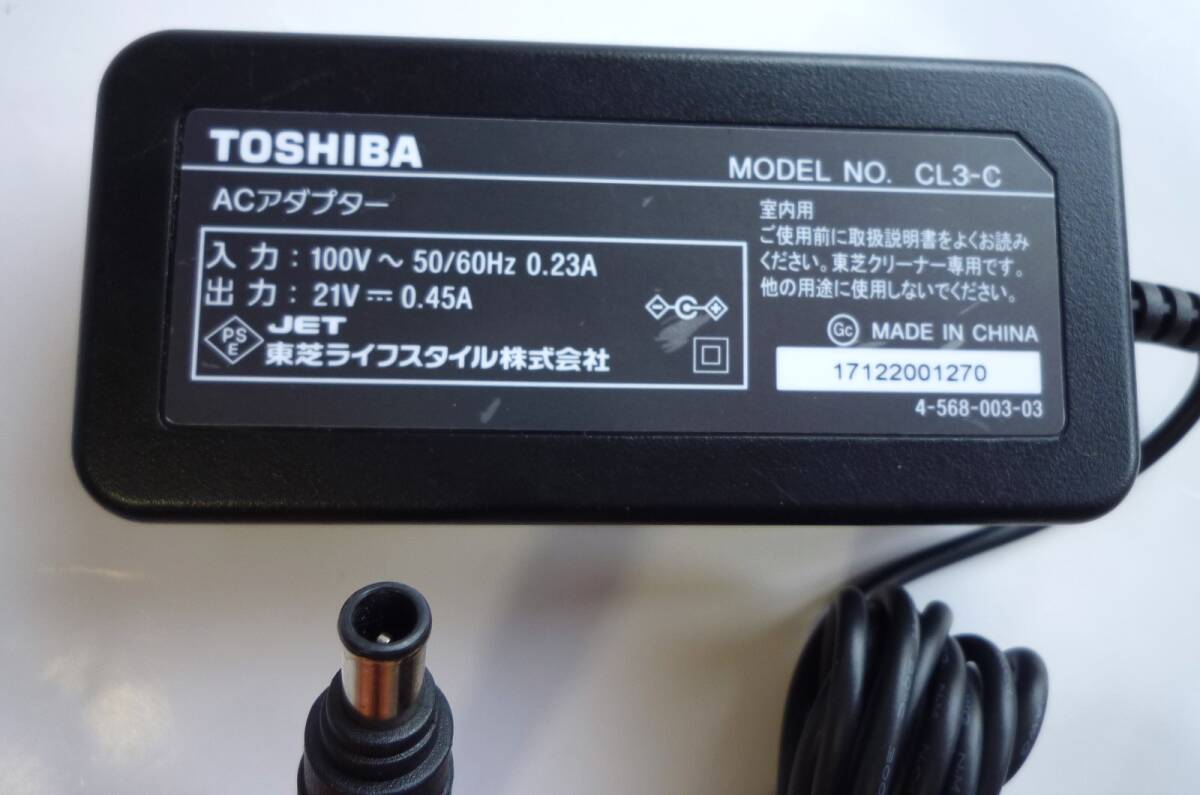 TOSHIBA
MODEL NO. CL3-C
ACアダプター
入力:100V～50/60Hz 0.23A
出力:21V⎓0.45A
PS
E
JET
東芝ライフスタイル株式会社
室内用
ご使用前に取扱説明書をよくお読み
ください。東芝クリーナー専用です。
他の用途に使用しないでください。
Gc MADE IN CHINA
17122001270
4-568-003-03